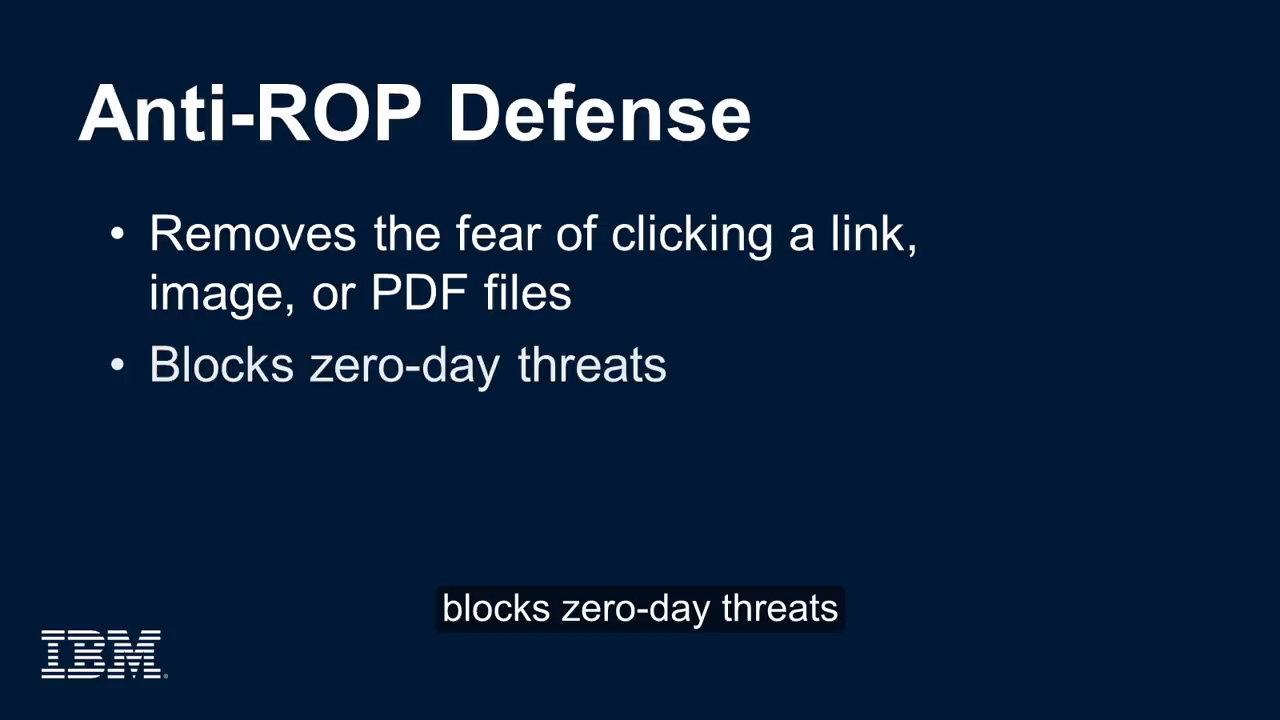 Anti-ROP Defense
• Removes the fear of clicking a link,
image, or PDF files
• Blocks zero-day threats
blocks zero-day threats
IBM